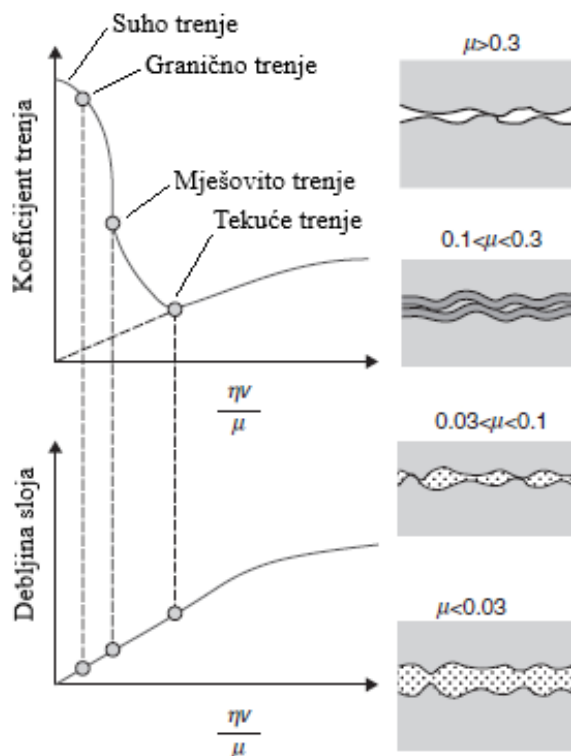 Suho trenje
Granično trenje
Mješovito trenje
Tekuće trenje
Koeficijent trenja
ηv
μ
Debljina sloja
ηv
μ
μ>0.3
0.1<μ<0.3
0.03<μ<0.1
μ<0.03